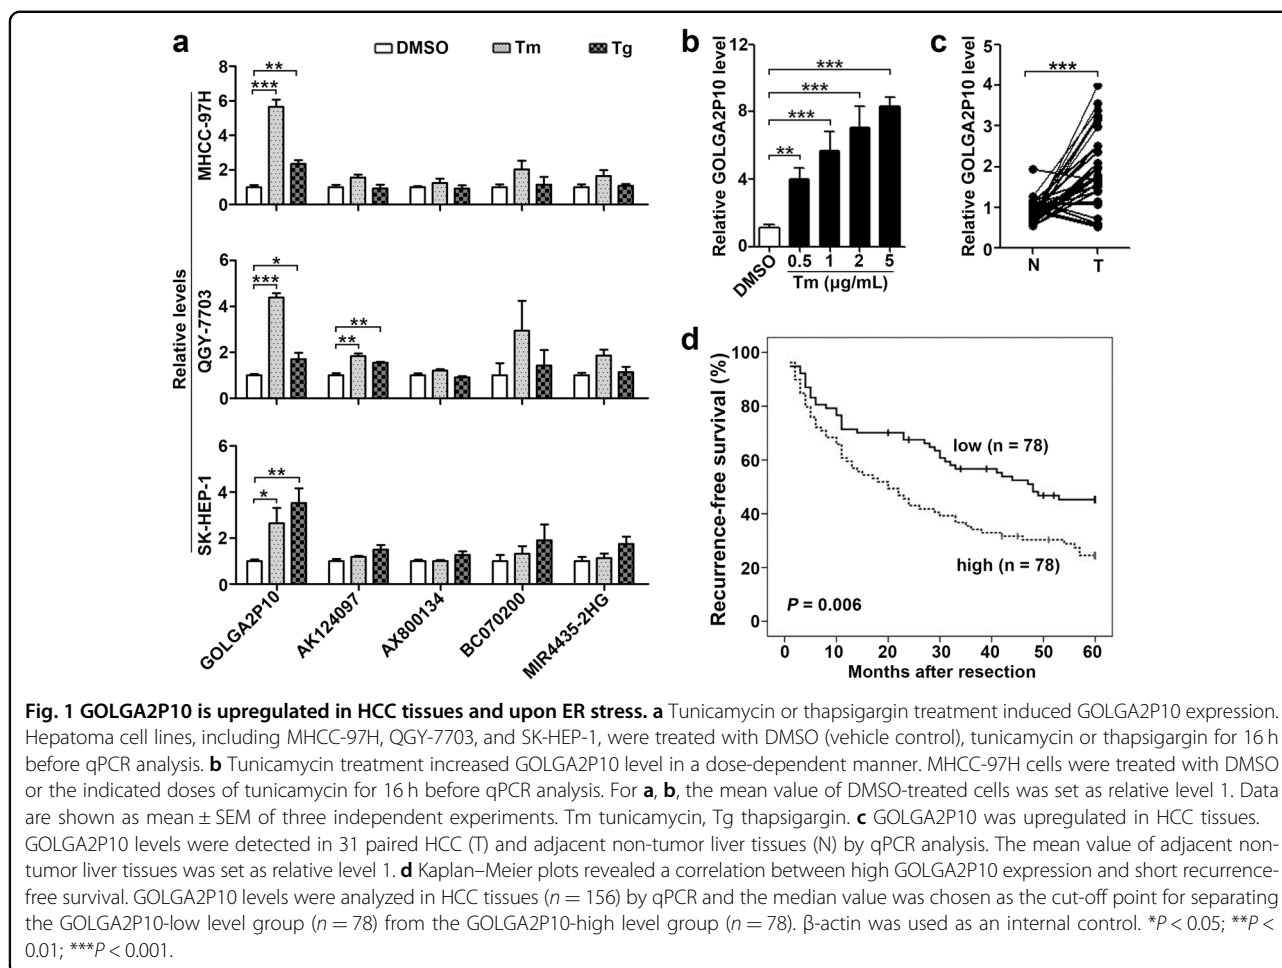 a
DMSO Tm Tg
Relative levels
MHCC-97H
8
6
4
2
0
***
**
QGY-7703
6
4
2
0
***
*
**
**
SK-HEP-1
6
4
2
0
*
**
GOLGA2P10
AK124097
AX800134
BC070200
MIR4435-2HG
b
Relative GOLGA2P10 level
12
8
4
0
***
***
***
**
DMSO
0.5 1 2 5
Tm (μg/mL)
c
Relative GOLGA2P10 level
5
4
3
2
1
0
***
N T
d
Recurrence-free survival (%)
100
80
60
40
20
0
low (n = 78)
high (n = 78)
P = 0.006
0 10 20 30 40 50 60
Months after resection
Fig. 1 GOLGA2P10 is upregulated in HCC tissues and upon ER stress. a Tunicamycin or thapsigargin treatment induced GOLGA2P10 expression.
Hepatoma cell lines, including MHCC-97H, QGY-7703, and SK-HEP-1, were treated with DMSO (vehicle control), tunicamycin or thapsigargin for 16 h
before qPCR analysis. b Tunicamycin treatment increased GOLGA2P10 level in a dose-dependent manner. MHCC-97H cells were treated with DMSO
or the indicated doses of tunicamycin for 16 h before qPCR analysis. For a, b, the mean value of DMSO-treated cells was set as relative level 1. Data
are shown as mean ± SEM of three independent experiments. Tm tunicamycin, Tg thapsigargin. c GOLGA2P10 was upregulated in HCC tissues.
GOLGA2P10 levels were detected in 31 paired HCC (T) and adjacent non-tumor liver tissues (N) by qPCR analysis. The mean value of adjacent non-
tumor liver tissues was set as relative level 1. d Kaplan–Meier plots revealed a correlation between high GOLGA2P10 expression and short recurrence-
free survival. GOLGA2P10 levels were analyzed in HCC tissues (n = 156) by qPCR and the median value was chosen as the cut-off point for separating
the GOLGA2P10-low level group (n = 78) from the GOLGA2P10-high level group (n = 78). β-actin was used as an internal control. *P < 0.05; **P <
0.01; ***P < 0.001.